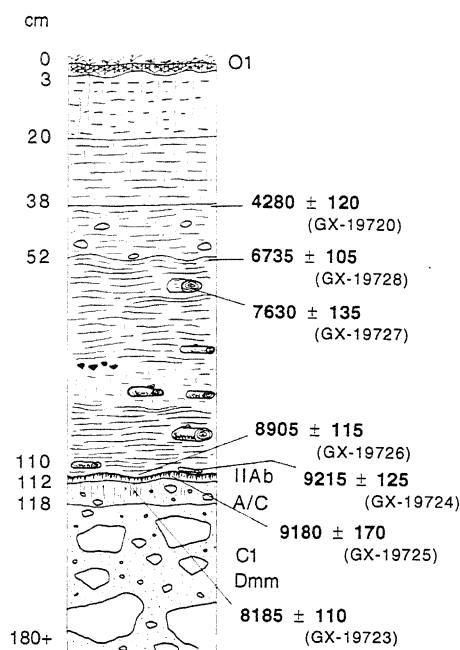 cm
0 O1
3
20
38 4280 ± 120
(GX-19720)
52 6735 ± 105
(GX-19728)
7630 ± 135
(GX-19727)
8905 ± 115
(GX-19726)
110 IIAb 9215 ± 125
112 (GX-19724)
118 A/C
9180 ± 170
(GX-19725)
C1
Dmm
8185 ± 110
(GX-19723)
180+